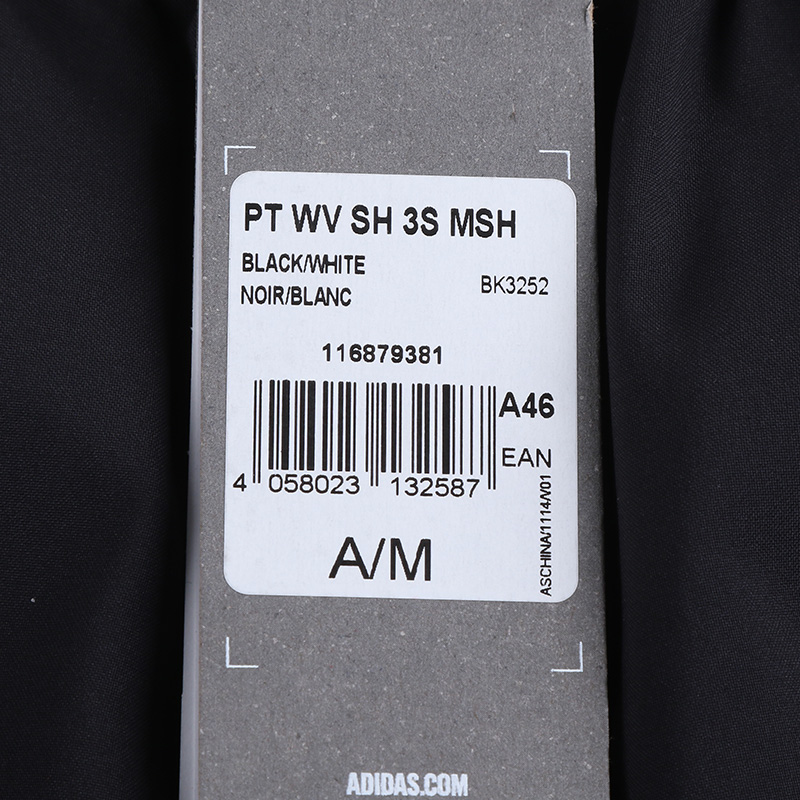 PT WV SH 3S MSH
BLACK/WHITE
NOIR/BLANC
BK3252
116879381
A46
EAN
4 058023 132587
A/M
ASCHINA/1114/V01
ADIDAS.COM